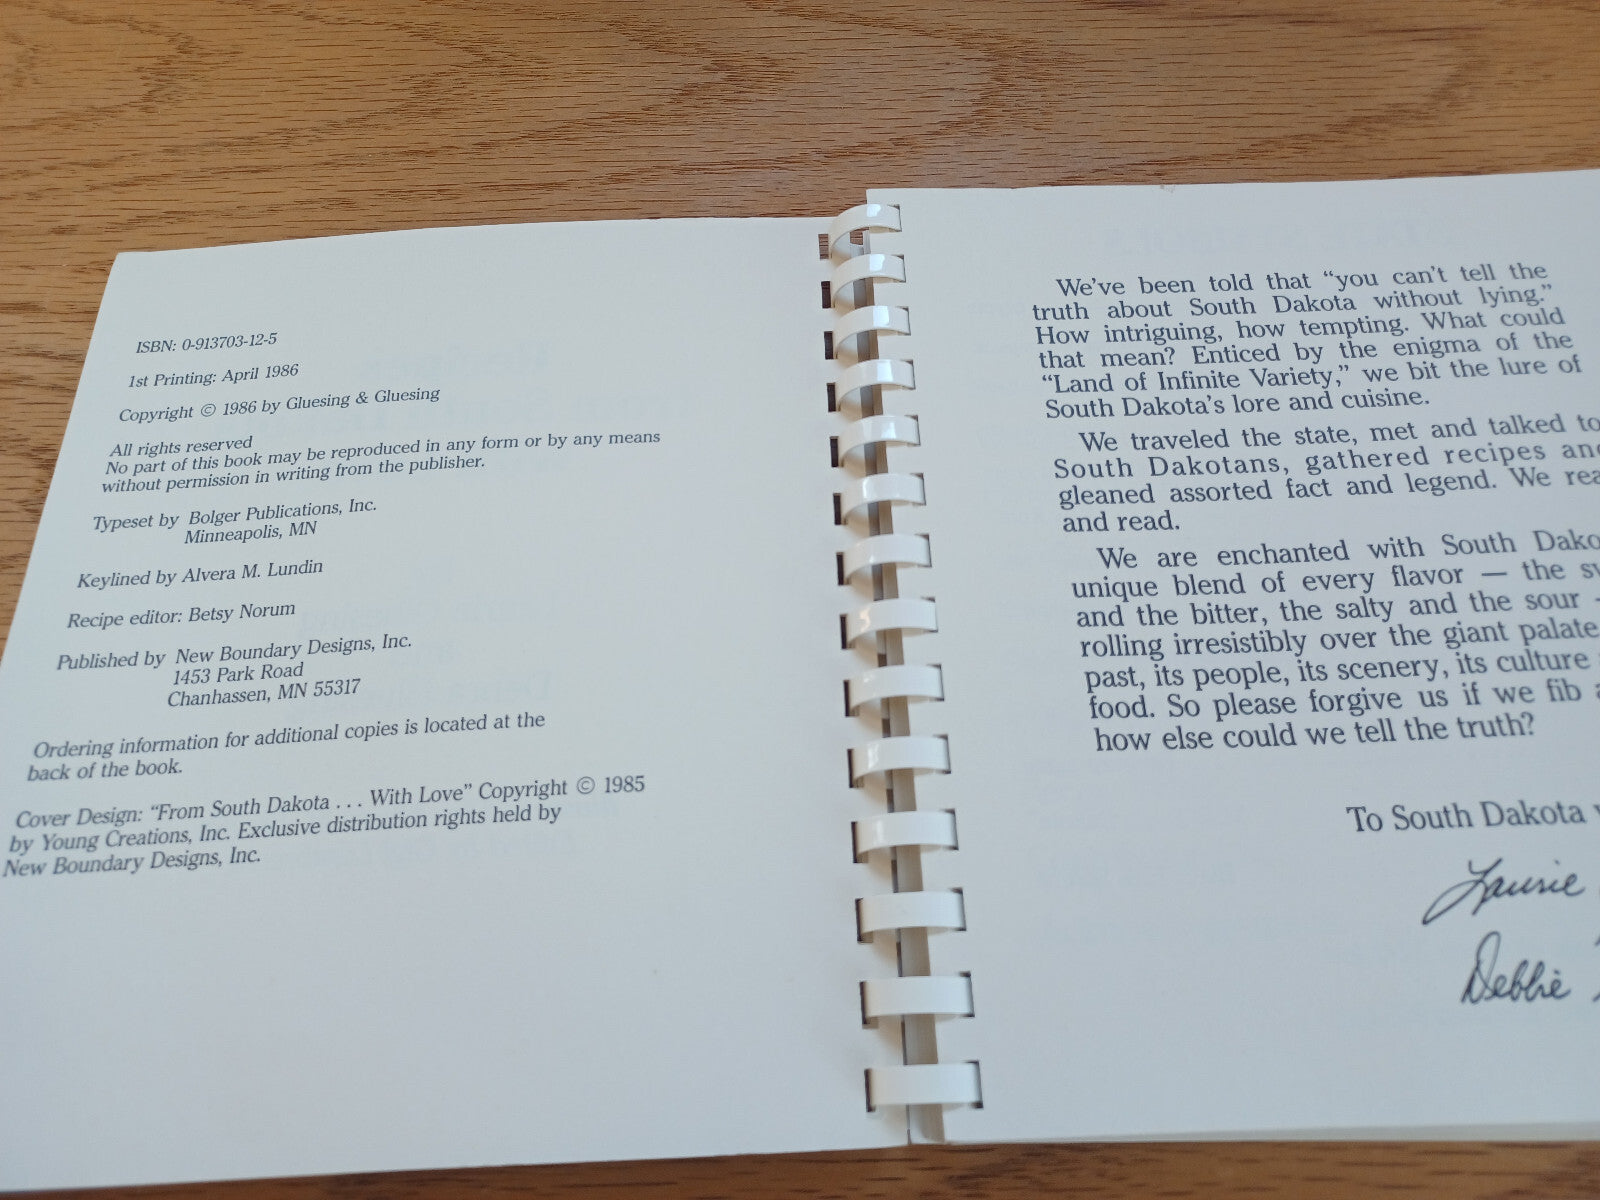 ISBN: 0-913703-12-5
1st Printing: April 1986
Copyright © 1986 by Gluesing & Gluesing
All rights reserved
No part of this book may be reproduced in any form or by any means
without permission in writing from the publisher.
Typeset by Bolger Publications, Inc.
Minneapolis, MN
Keylined by Alvera M. Lundin
Recipe editor: Betsy Norum
Published by New Boundary Designs, Inc.
1453 Park Road
Chanhassen, MN 55317
Ordering information for additional copies is located at the
back of the book.
Cover Design: “From South Dakota . . . With Love” Copyright © 1985
by Young Creations, Inc. Exclusive distribution rights held by
New Boundary Designs, Inc.
We’ve been told that “you can’t tell the
truth about South Dakota without lying.”
How intriguing, how tempting. What could
that mean? Enticed by the enigma of the
“Land of Infinite Variety,” we bit the lure of
South Dakota’s lore and cuisine.
We traveled the state, met and talked to
South Dakotans, gathered recipes and
gleaned assorted fact and legend. We
and read.
We are enchanted with South
unique blend of every flavor — the
and the bitter, the salty and the sour
rolling irresistibly over the giant palate
past, its people, its scenery, its culture
food. So please forgive us if we fib
how else could we tell the truth?
To South Dakota
Laurie
Debbie